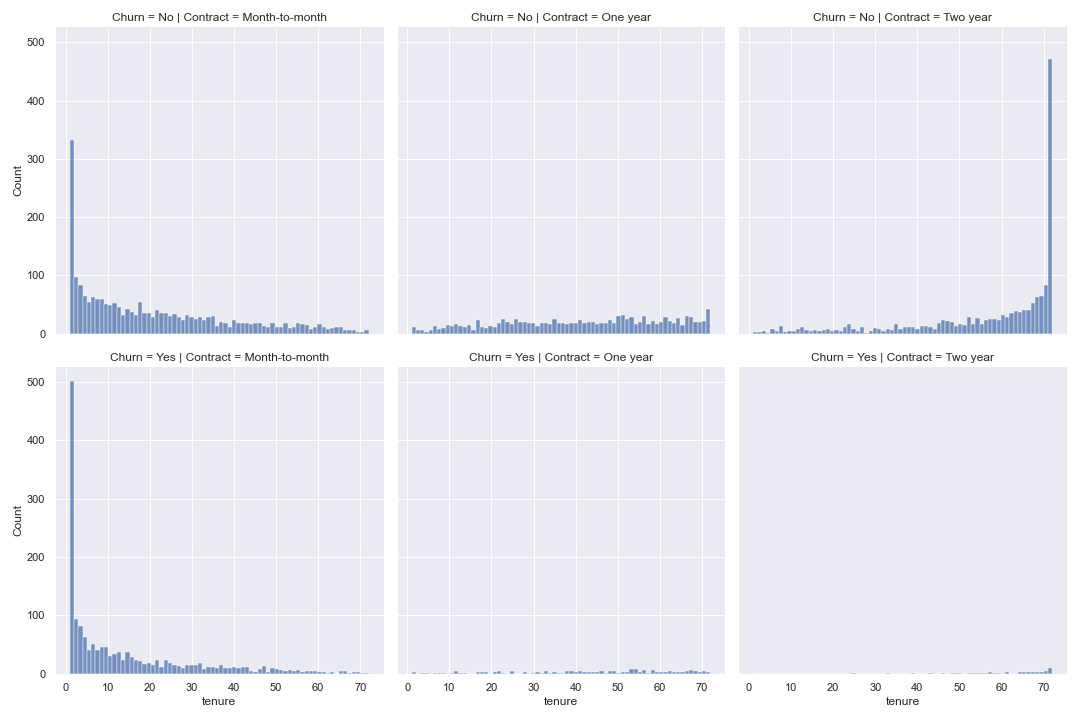 Churn = No | Contract = Month-to-month
Churn = No | Contract = One year
Churn = No | Contract = Two year
500
400
300
200
100
0
Count
Churn = Yes | Contract = Month-to-month
Churn = Yes | Contract = One year
Churn = Yes | Contract = Two year
500
400
300
200
100
0
Count
0 10 20 30 40 50 60 70
0 10 20 30 40 50 60 70
0 10 20 30 40 50 60 70
tenure
tenure
tenure